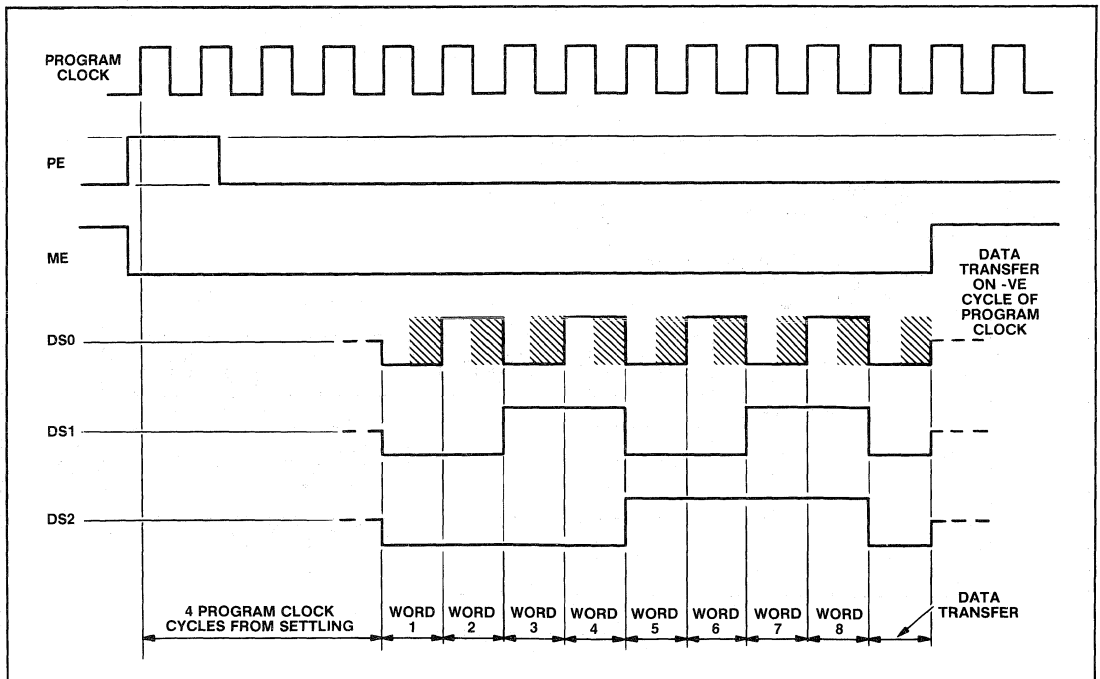 PROGRAM
CLOCK
PE
ME
DATA
TRANSFER
ON -VE
CYCLE OF
PROGRAM
CLOCK
DS0
DS1
DS2
4 PROGRAM CLOCK
CYCLES FROM SETTLING
WORD
1
WORD
2
WORD
3
WORD
4
WORD
5
WORD
6
WORD
7
WORD
8
DATA
TRANSFER